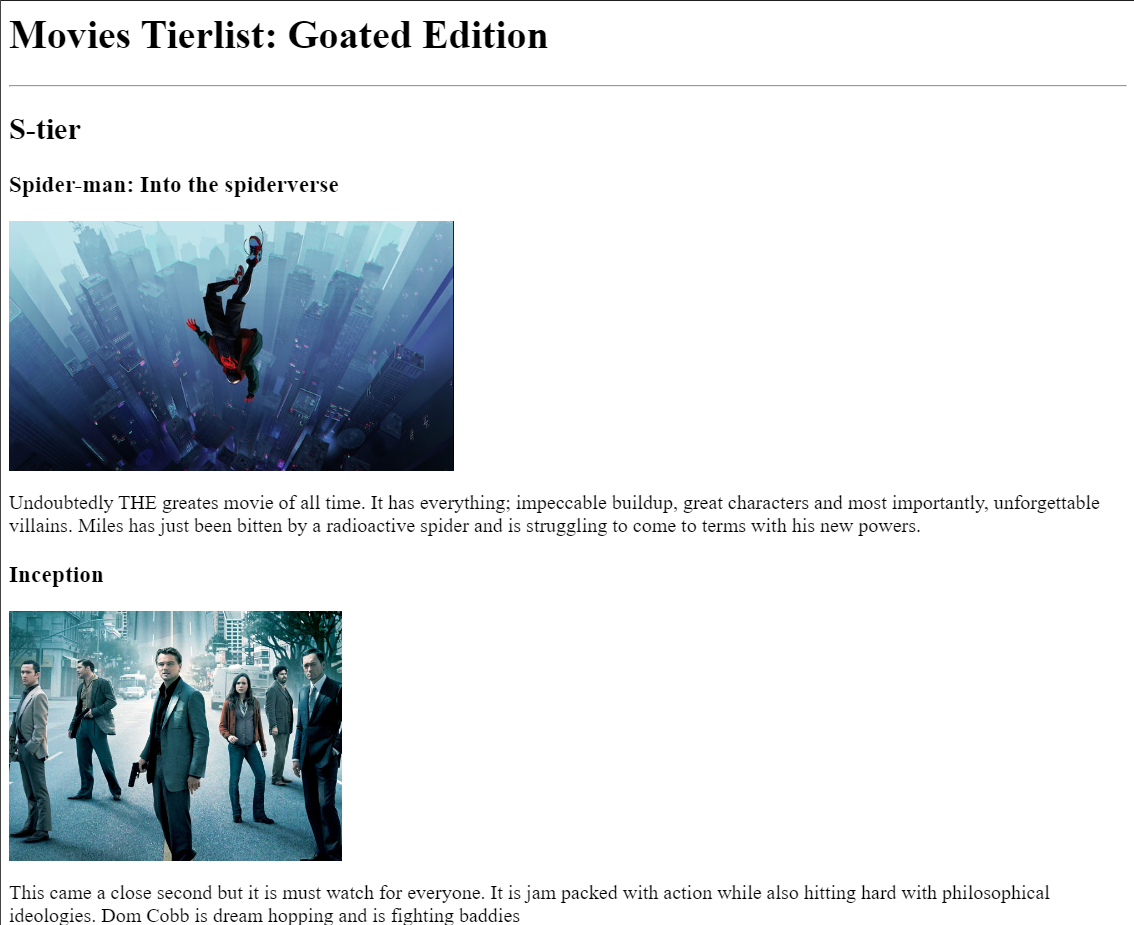 Movies Tierlist: Goated Edition
S-tier
Spider-man: Into the spiderverse
Undoubtedly THE greates movie of all time. It has everything; impeccable buildup, great characters and most importantly, unforgettable
villains. Miles has just been bitten by a radioactive spider and is struggling to come to terms with his new powers.
Inception
This came a close second but it is must watch for everyone. It is jam packed with action while also hitting hard with philosophical
ideologies. Dom Cobb is dream hopping and is fighting baddies